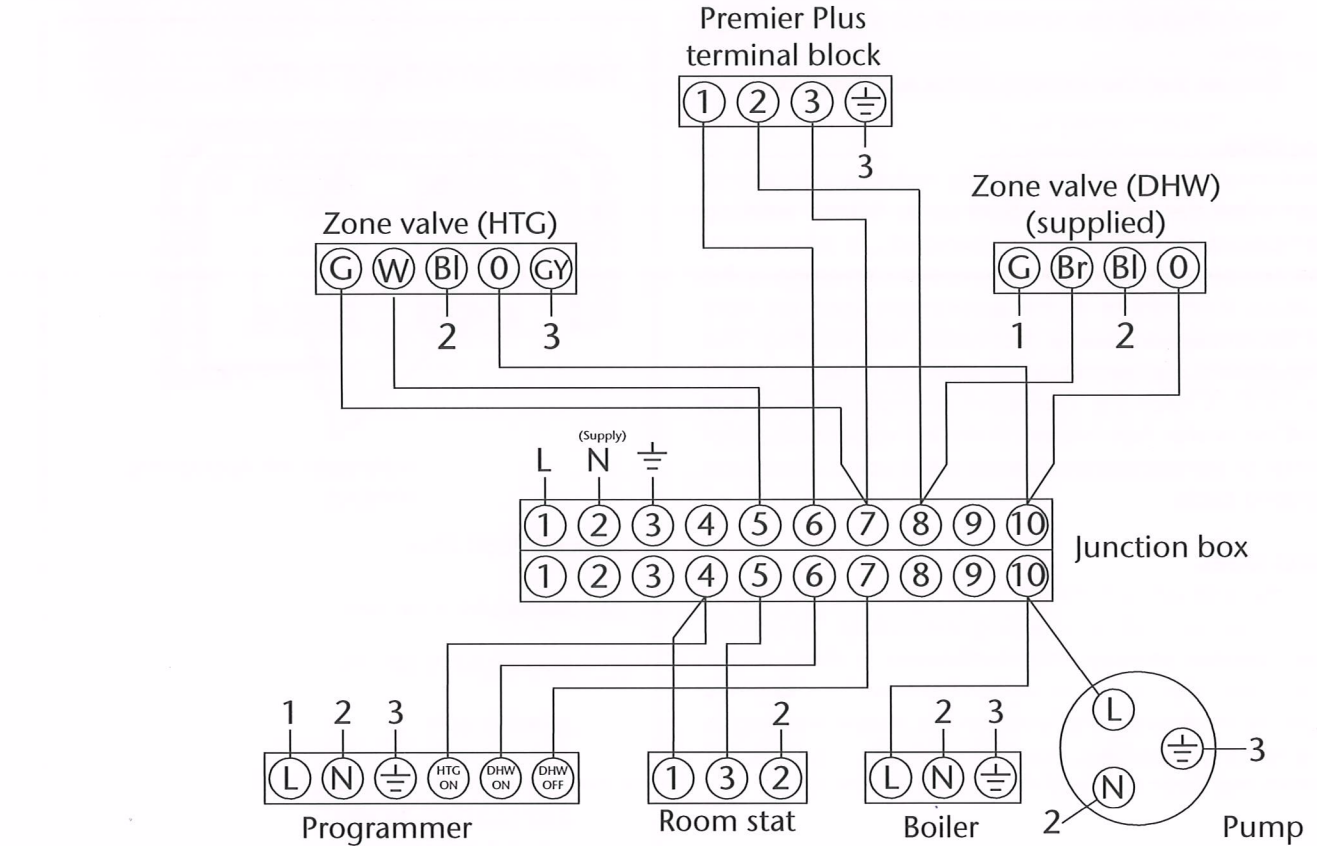 Premier Plus
terminal block
1 2 3
3
Zone valve (HTG)
G W Bl 0 GY
2 3
Zone valve (DHW)
(supplied)
G Br Bl 0
1 2
(Supply)
L N
1 2 3 4 5 6 7 8 9 10
1 2 3 4 5 6 7 8 9 10
Junction box
1 2 3
L N HTG ON DHW ON DHW OFF
Programmer
2
1 3 2
Room stat
2 3
L N
Boiler
L
3
N
2
Pump